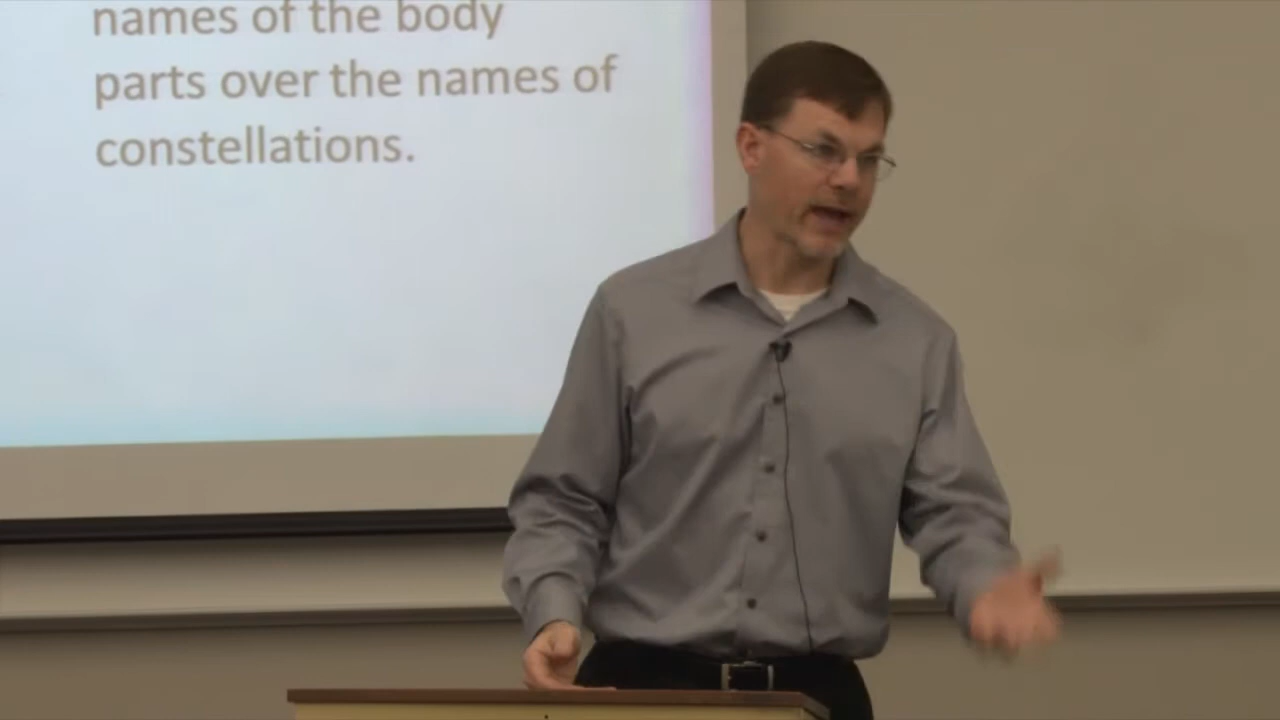 names of the body
parts over the names of
constellations.